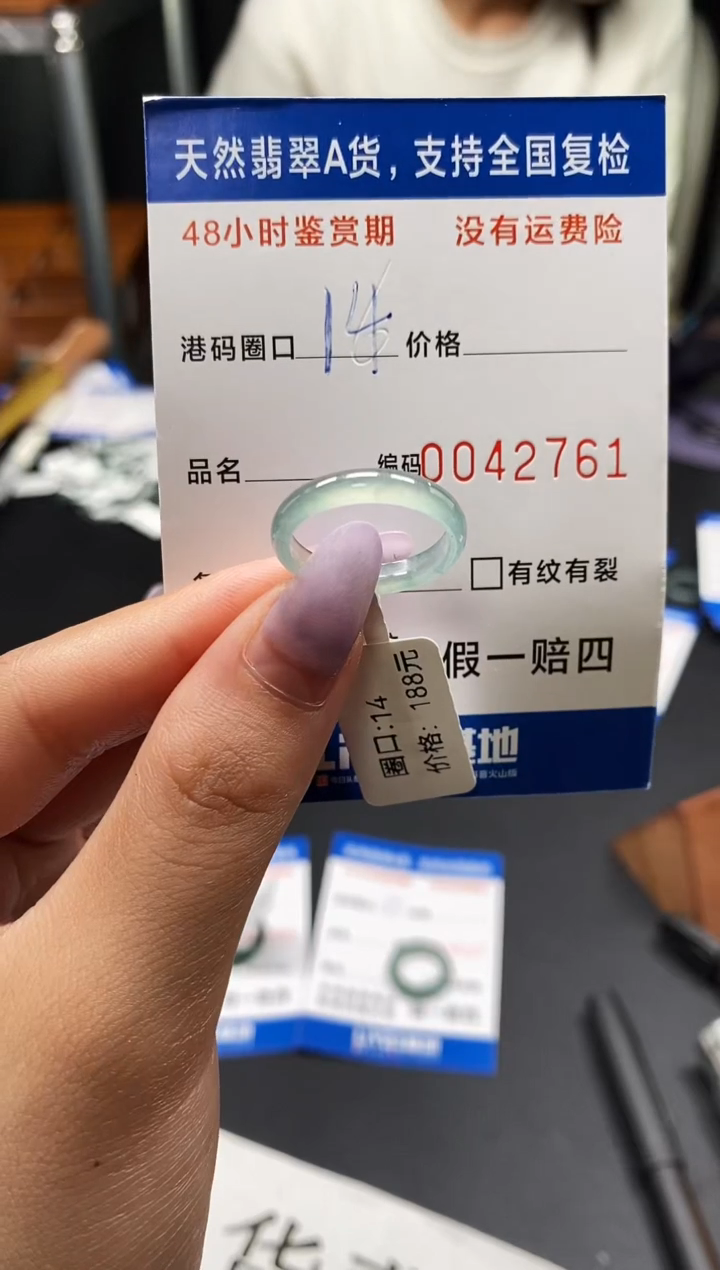 天然翡翠A货,支持全国复检
48小时鉴赏期 没有运费险
港码圈口 14 价格
品名 编码 0042761
有纹有裂
假一赔四
圈口:14
价格: 188元
基地